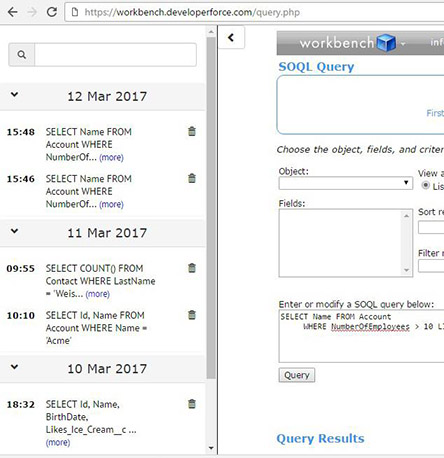 https://workbench.developerforce.com/query.php
workbench
inf
12 Mar 2017
15:48 SELECT Name FROM
Account WHERE
NumberOf... (more)
15:46 SELECT Name FROM
Account WHERE
NumberOf... (more)
11 Mar 2017
09:55 SELECT COUNT() FROM
Contact WHERE LastName
= 'Weis... (more)
10:10 SELECT Id, Name FROM
Account WHERE Name =
'Acme'
10 Mar 2017
18:32 SELECT Id, Name,
BirthDate,
Likes_Ice_Cream__c ...
(more)
SOQL Query
First
Choose the object, fields, and criter
Object:
View a
Lis
Fields:
Sort re
Filter r
Enter or modify a SOQL query below:
SELECT Name FROM Account
WHERE NumberOfEmployees > 10 LI
Query
Query Results